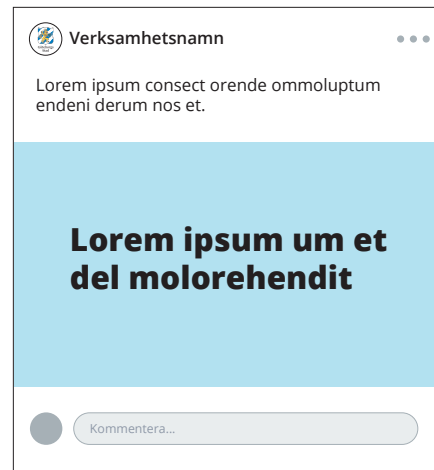 Verksamhetsnamn
Lorem ipsum consect orende ommoluptum
endeni derum nos et.
Lorem ipsum um et
del molorehendit
Kommentera...